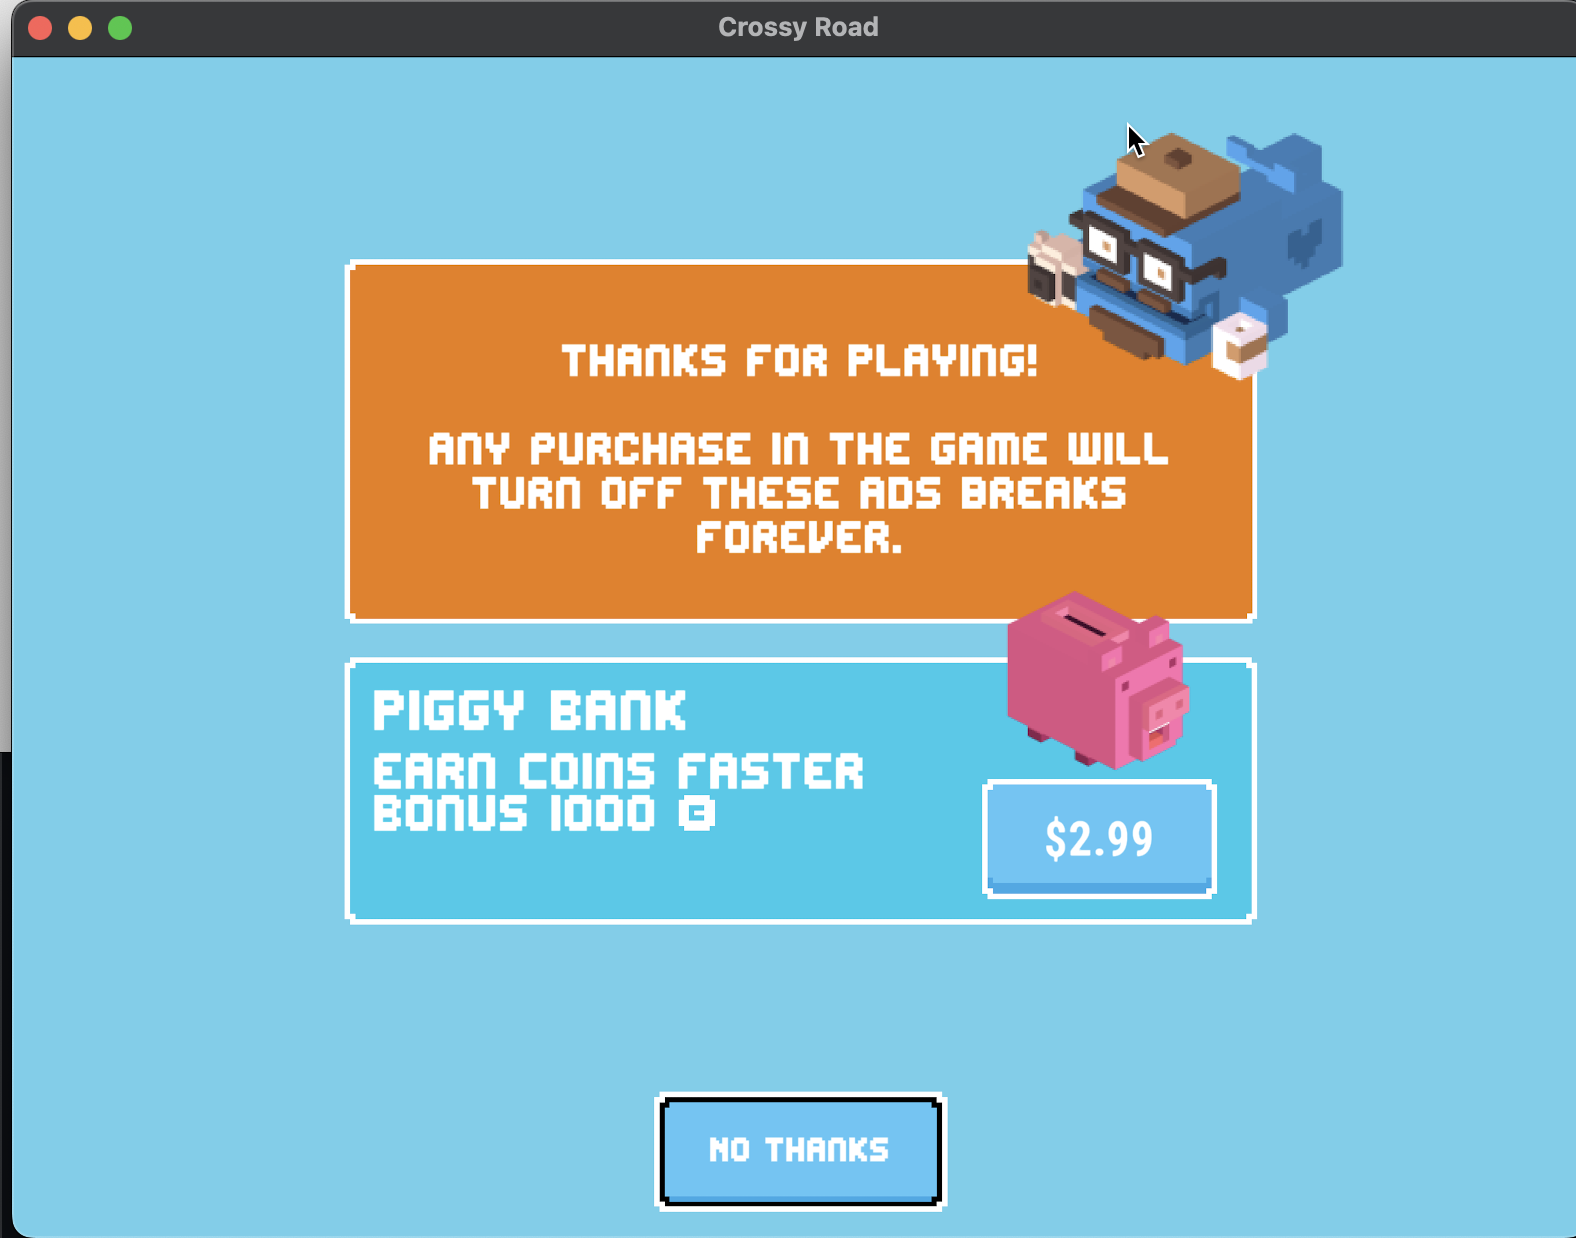 Crossy Road
THANKS FOR PLAYING!
ANY PURCHASE IN THE GAME WILL
TURN OFF THESE ADS BREAKS
FOREVER.
PIGGY BANK
EARN COINS FASTER
BONUS 1000 C
$2.99
NO THANKS